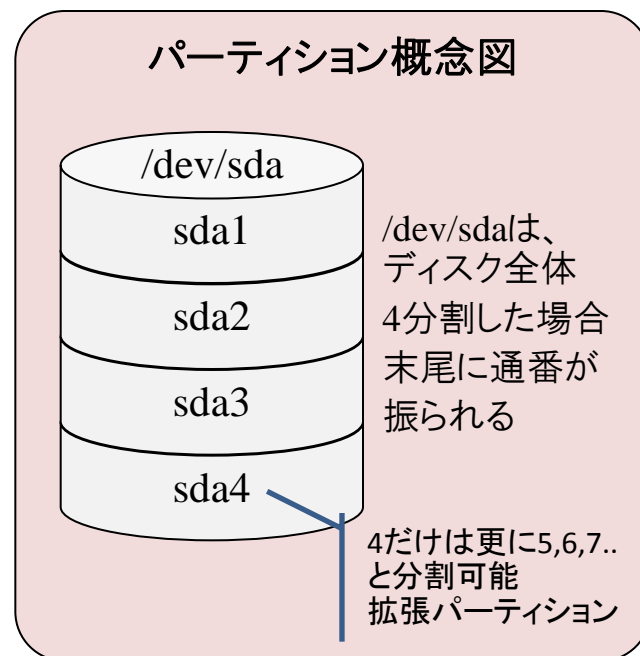 パーティション概念図
/dev/sda
sda1
sda2
sda3
sda4
/dev/sdaは、
ディスク全体
4分割した場合
末尾に通番が
振られる
4だけは更に5,6,7..
と分割可能
拡張パーティション